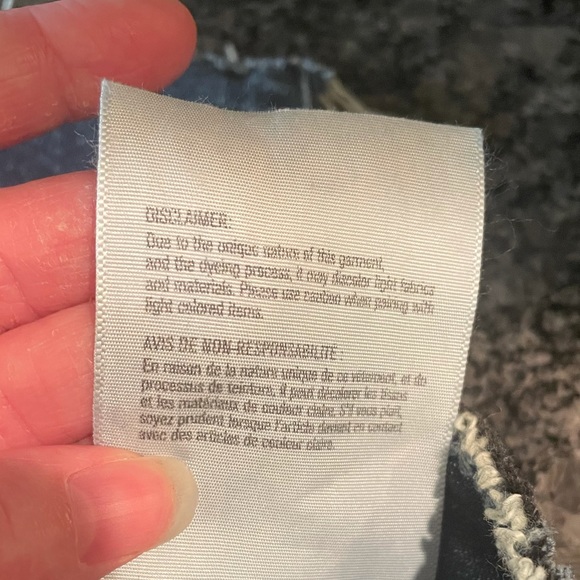 DISCLAIMER:
Due to the unique nature of this garment,
and the dyeing process, it may discolor light fabrics
and materials. Please use caution when pairing with
light colored items.
AVIS DE NON-RESPONSABILITÉ :
En raison de la nature unique de ce vêtement, et du
processus de teinture, il peut décolorer les tissus
et les matériaux de couleur claire. S'il vous plaît,
soyez prudent lorsque l'article devant en contact
avec des articles de couleur claire.